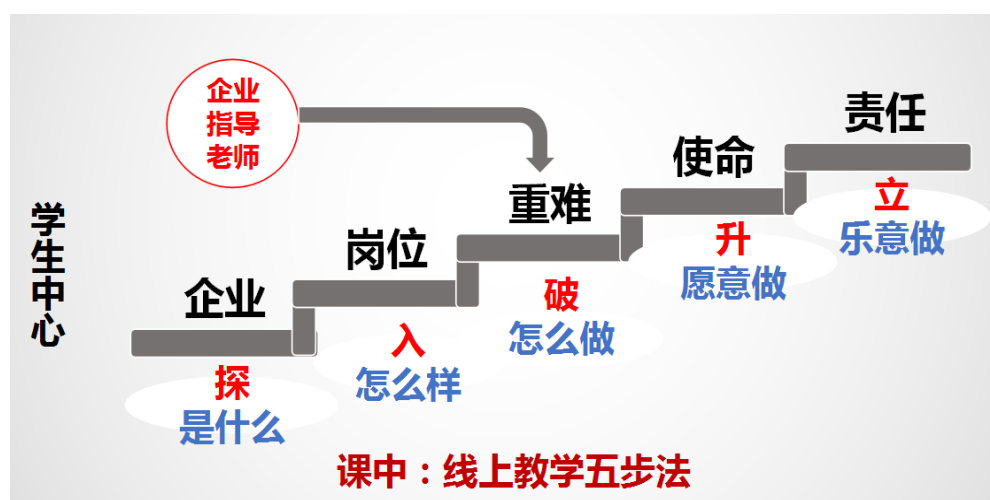 企业
指导
老师
学生中心
企业
探
是什么
岗位
入
怎么样
重难
破
怎么做
使命
升
愿意做
责任
立
乐意做
课中：线上教学五步法